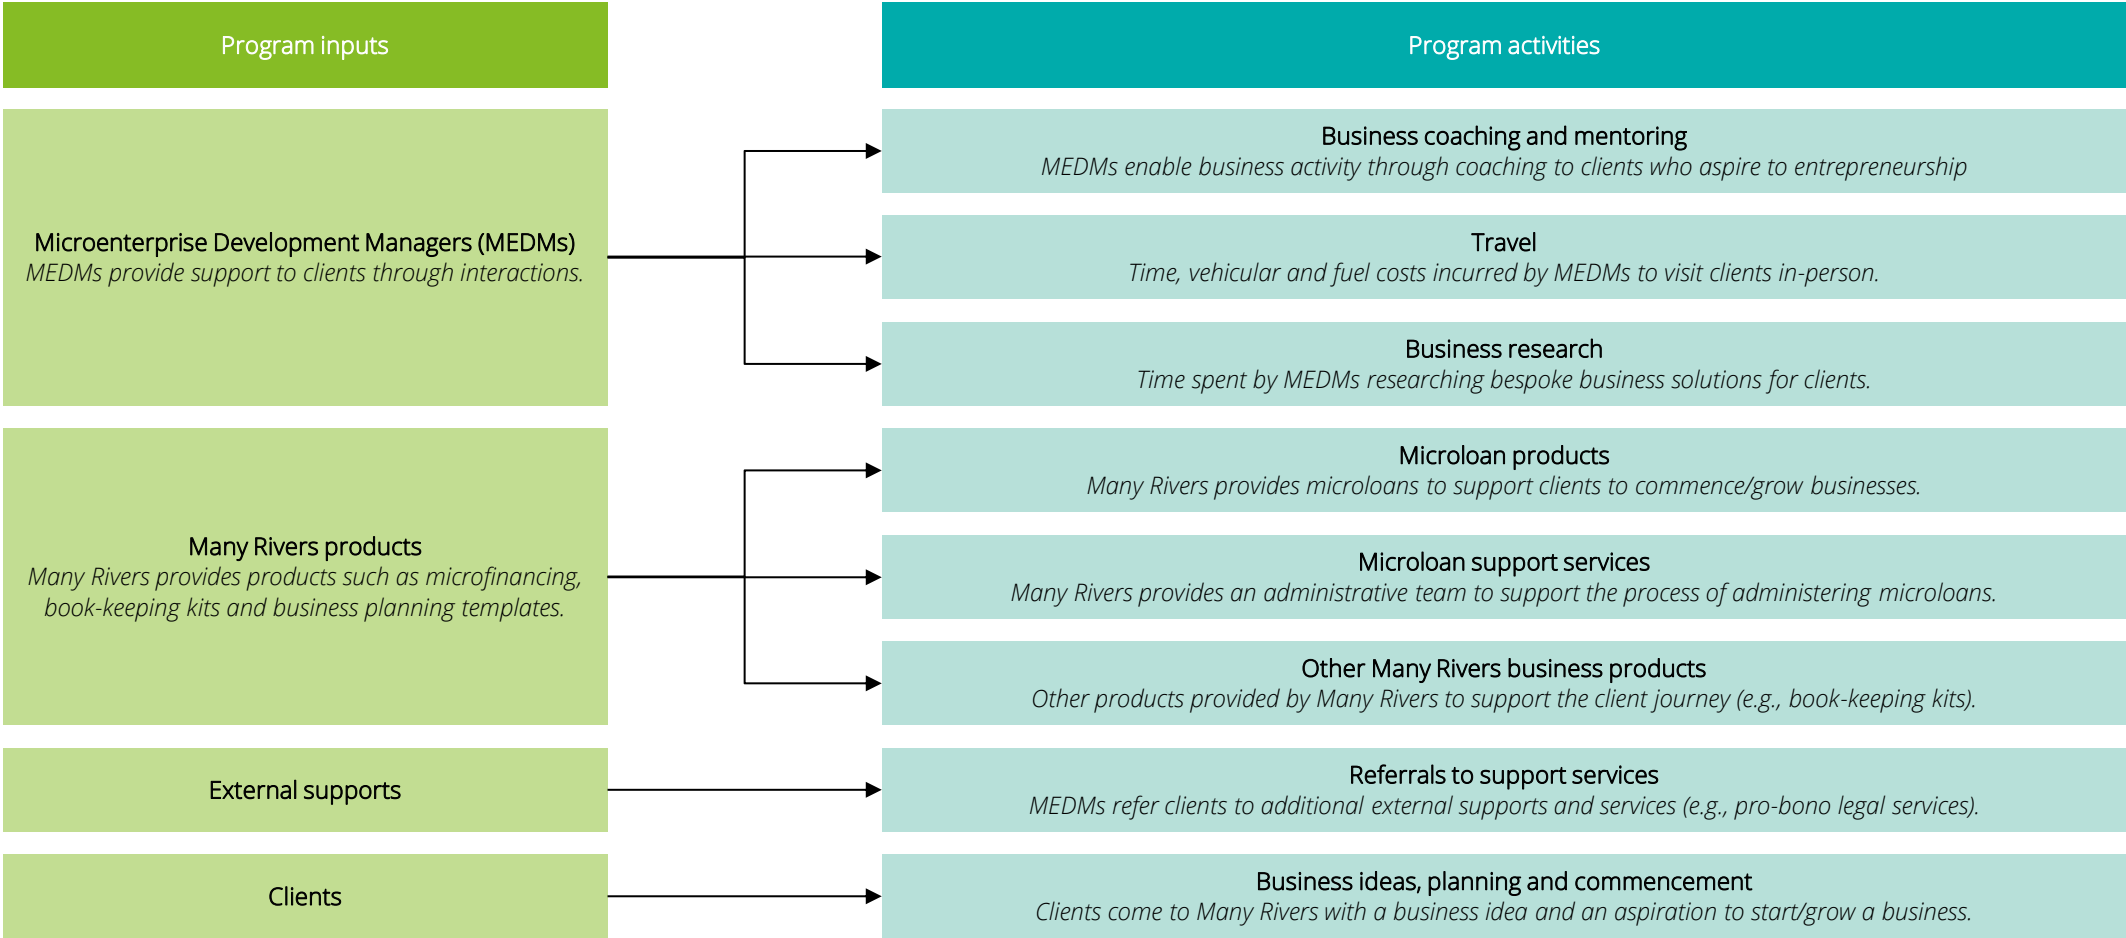 Program inputs
Program activities
Microenterprise Development Managers (MEDMs)
MEDMs provide support to clients through interactions.
Business coaching and mentoring
MEDMs enable business activity through coaching to clients who aspire to entrepreneurship
Travel
Time, vehicular and fuel costs incurred by MEDMs to visit clients in-person.
Business research
Time spent by MEDMs researching bespoke business solutions for clients.
Many Rivers products
Many Rivers provides products such as microfinancing,
book-keeping kits and business planning templates.
Microloan products
Many Rivers provides microloans to support clients to commence/grow businesses.
Microloan support services
Many Rivers provides an administrative team to support the process of administering microloans.
Other Many Rivers business products
Other products provided by Many Rivers to support the client journey (e.g., book-keeping kits).
External supports
Referrals to support services
MEDMs refer clients to additional external supports and services (e.g., pro-bono legal services).
Clients
Business ideas, planning and commencement
Clients come to Many Rivers with a business idea and an aspiration to start/grow a business.